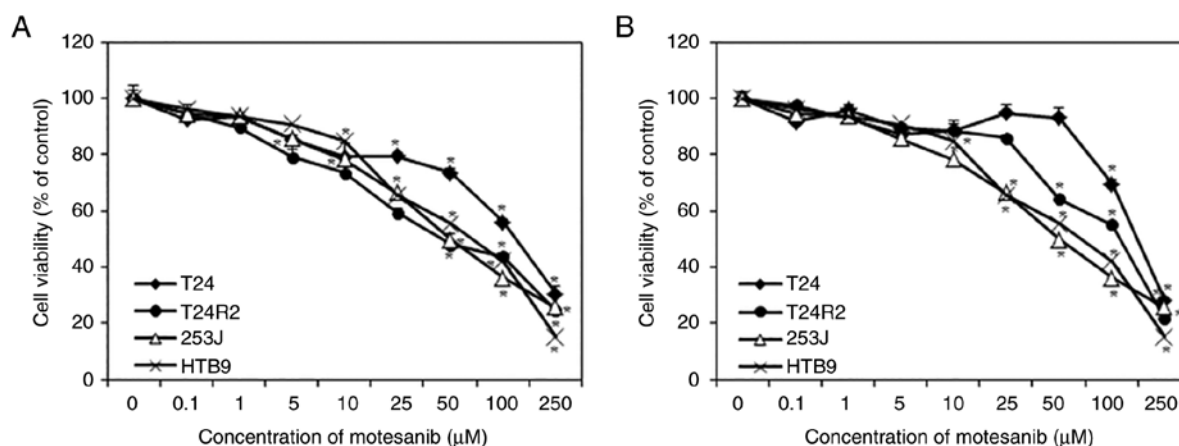 A
120
100
80
60
40
20
0
Cell viability (% of control)
T24
T24R2
253J
HTB9
0 0.1 1 5 10 25 50 100 250
Concentration of motesanib (μM)
B
120
100
80
60
40
20
0
Cell viability (% of control)
T24
T24R2
253J
HTB9
0 0.1 1 5 10 25 50 100 250
Concentration of motesanib (μM)